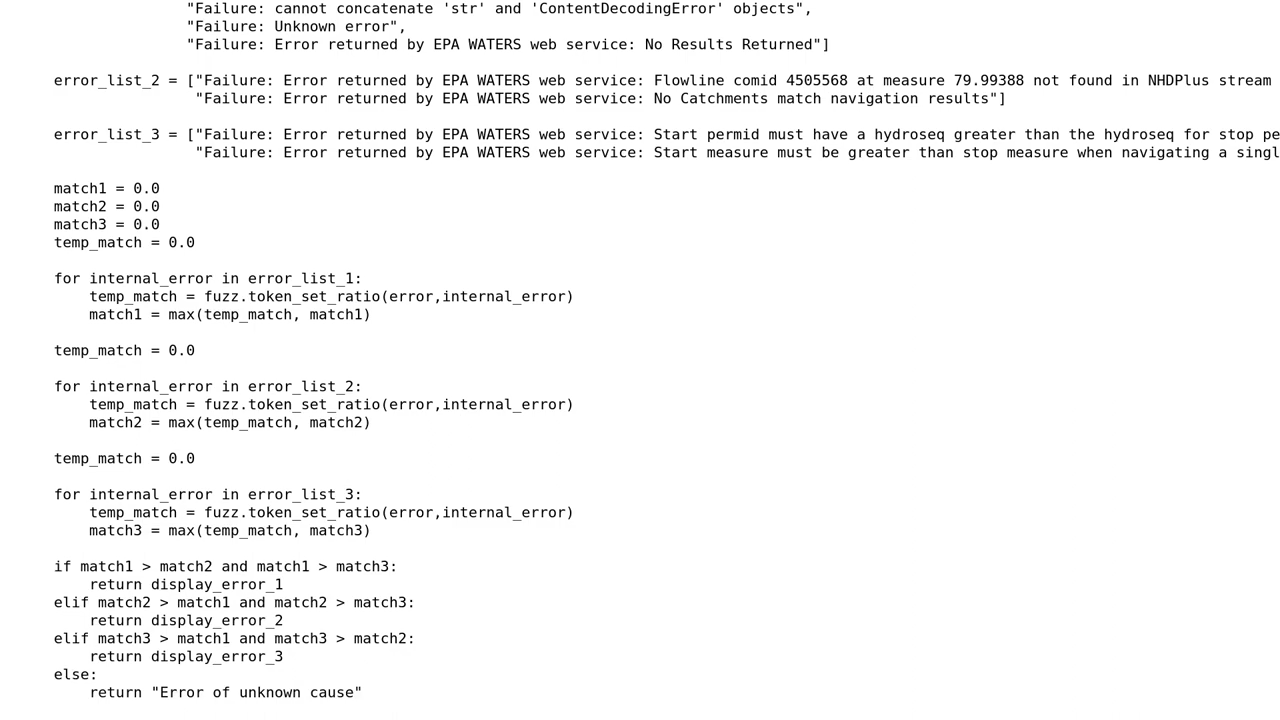 "Failure: cannot concatenate 'str' and 'ContentDecodingError' objects",
"Failure: Unknown error",
"Failure: Error returned by EPA WATERS web service: No Results Returned"]
error_list_2 = ["Failure: Error returned by EPA WATERS web service: Flowline comid 4505568 at measure 79.99388 not found in NHDPlus stream
"Failure: Error returned by EPA WATERS web service: No Catchments match navigation results"]
error_list_3 = ["Failure: Error returned by EPA WATERS web service: Start permid must have a hydroseq greater than the hydroseq for stop pe
"Failure: Error returned by EPA WATERS web service: Start measure must be greater than stop measure when navigating a singl
match1 = 0.0
match2 = 0.0
match3 = 0.0
temp_match = 0.0
for internal_error in error_list_1:
temp_match = fuzz.token_set_ratio(error,internal_error)
match1 = max(temp_match, match1)
temp_match = 0.0
for internal_error in error_list_2:
temp_match = fuzz.token_set_ratio(error,internal_error)
match2 = max(temp_match, match2)
temp_match = 0.0
for internal_error in error_list_3:
temp_match = fuzz.token_set_ratio(error,internal_error)
match3 = max(temp_match, match3)
if match1 > match2 and match1 > match3:
return display_error_1
elif match2 > match1 and match2 > match3:
return display_error_2
elif match3 > match1 and match3 > match2:
return display_error_3
else:
return "Error of unknown cause"